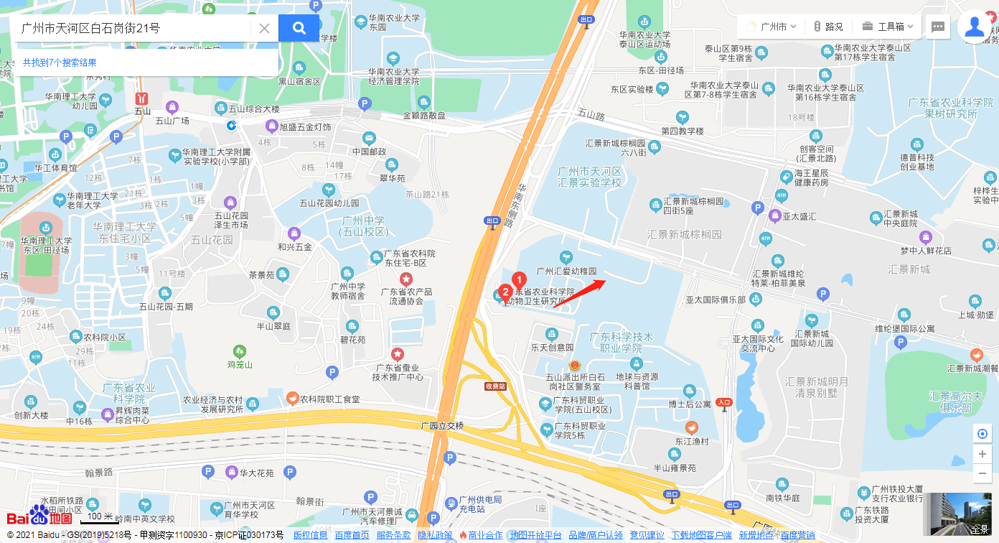 广州市天河区白石岗街21号
共找到7个搜索结果
广州市
路况
工具箱
出口
华南农业大学
东园
华南农业大学
泰山区运动场
泰山区第9栋
学生宿舍
华南农业大学泰山区
第17栋学生宿舍
黑山宿舍区
华南农业大学
经济管理学院
东区-田径场
东区实验楼
华南农业大学泰山
区第7-8栋学生宿舍
华南农业大学泰山区
第16栋学生宿舍
广东省农业科学院
果树研究所
18号楼
华南理工大学
幼儿园
五山
五山广场
五山综合大楼
金颖路散盘
五山路
第四教学楼
旭盛五金灯饰
4栋
5栋
中国邮政
汇景新城棕榈园
六八街
创客空间
(汇景北路)
德普科技
创业基地
华工体育馆
华南理工大学附属
实验学校(小学部)
7栋
12栋
8栋
14幢
17栋
翠华苑
广州市天河区
汇景实验学校
海王星辰
健康药房
华南理工大学
老年大学
21栋
1幢
3栋
3栋
2栋
五山花园幼儿园
茶山路21栋
华南东侧路
汇景新城棕榈园
四街5座
亚太盛汇
汇景新城
中央庭院
5幢
五山花园
泽生市场
广州中学
(五山校区)
出口
汇景新城棕榈园
梦中人鲜花店
7幢
9幢
华南理工大学
东区-田径场
华南理工大学
东住宅小区
五山花园
和兴五金
3幢
5幢
广东省农科院
东住宅-B区
广州汇爱幼稚园
汇景新城维纶
特莱-柏菲美泉
汇景新城
11号楼
茶景苑
广州中学
教师宿舍
广东省农产品
流通协会
1
2
广东省农业科学院
动物卫生研究所
亚太国际俱乐部
9幢
20栋
24栋
19栋
五山花园-五期
半山翠庭
碧花苑
农科院小区
29栋
11栋
乐天创意园
广东科学技术
职业学院
亚太国际文化
交流中心
汇景新城
国际幼儿园
维纶堡国际公寓
上城·勋堡
鸡笼山
广东省蚕业
技术推广中心
五山派出所白石
岗社区警务室
地球与资源
科普馆
汇景新城潮餐
收费站
广东省农业
科学院
汇景新城明月
清泉别墅
创新大楼
中16栋
昇辉肉菜
综合中心
农业经济与农村
发展研究所
农科院职工食堂
广东科贸职业
学院(五山校区)
博士后公寓
入口
汇景高尔夫
俱乐部
广园立交桥
广东科贸职业
学院5栋
东江渔村
半山雍景苑
翰景路
华大花苑
水稻所铁路
翰景街
广州供电局
充电站
1座
出口
出口
南铁华庭
广州铁投大厦
支行农业银行
Bai 地图
100 米
岭南中英文学校
广州市天河区
育华学校
广州市天河景诚
汽车修理厂
广东铁路
投资大厦
全景
© 2021 Baidu - GS(2019)5218号 - 甲测资字1100930 - 京ICP证030173号
版权信息
百度首页
服务条款
隐私政策
商业合作
地图开放平台
品牌/商户认领
意见建议
下载地图客户端
新增地点
百度营销